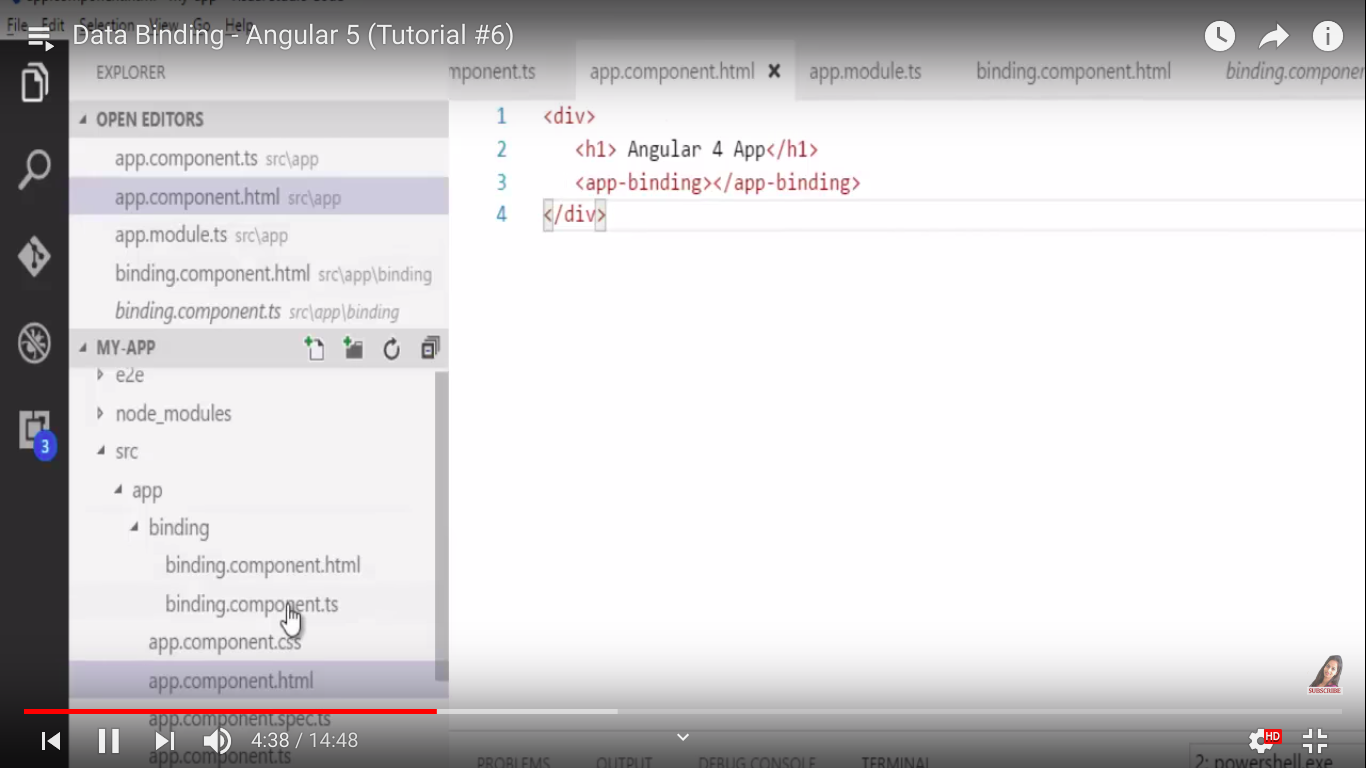 File Edit Selection View Go Help
Data Binding - Angular 5 (Tutorial #6)
EXPLORER
mponent.ts app.component.html app.module.ts binding.component.html binding.componen
OPEN EDITORS
app.component.ts src\app
app.component.html src\app
app.module.ts src\app
binding.component.html src\app\binding
binding.component.ts src\app\binding
MY-APP
e2e
node_modules
src
app
binding
binding.component.html
binding.component.ts
app.component.css
app.component.html
app.component.spec.ts
app.component.ts
3
1 <div>
2 <h1> Angular 4 App</h1>
3 <app-binding></app-binding>
4 </div>
SUBSCRIBE
4:38 / 14:48
HD
PROBLEMS OUTPUT DEBUG CONSOLE TERMINAL 2: powershell.exe